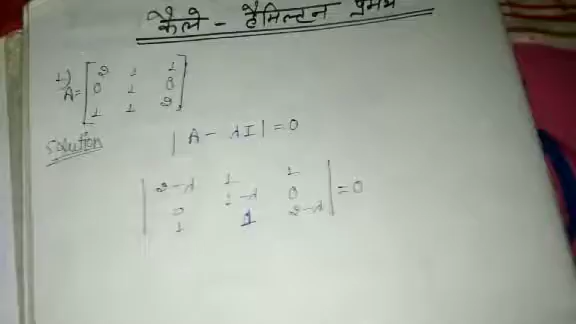 कैले - हैमिल्टन प्रमेय
1)
A = [2 1 1
0 1 0
1 1 2]
Solution
|A - λI| = 0
|2-λ 1 1
0 1-λ 0
1 1 2-λ| = 0